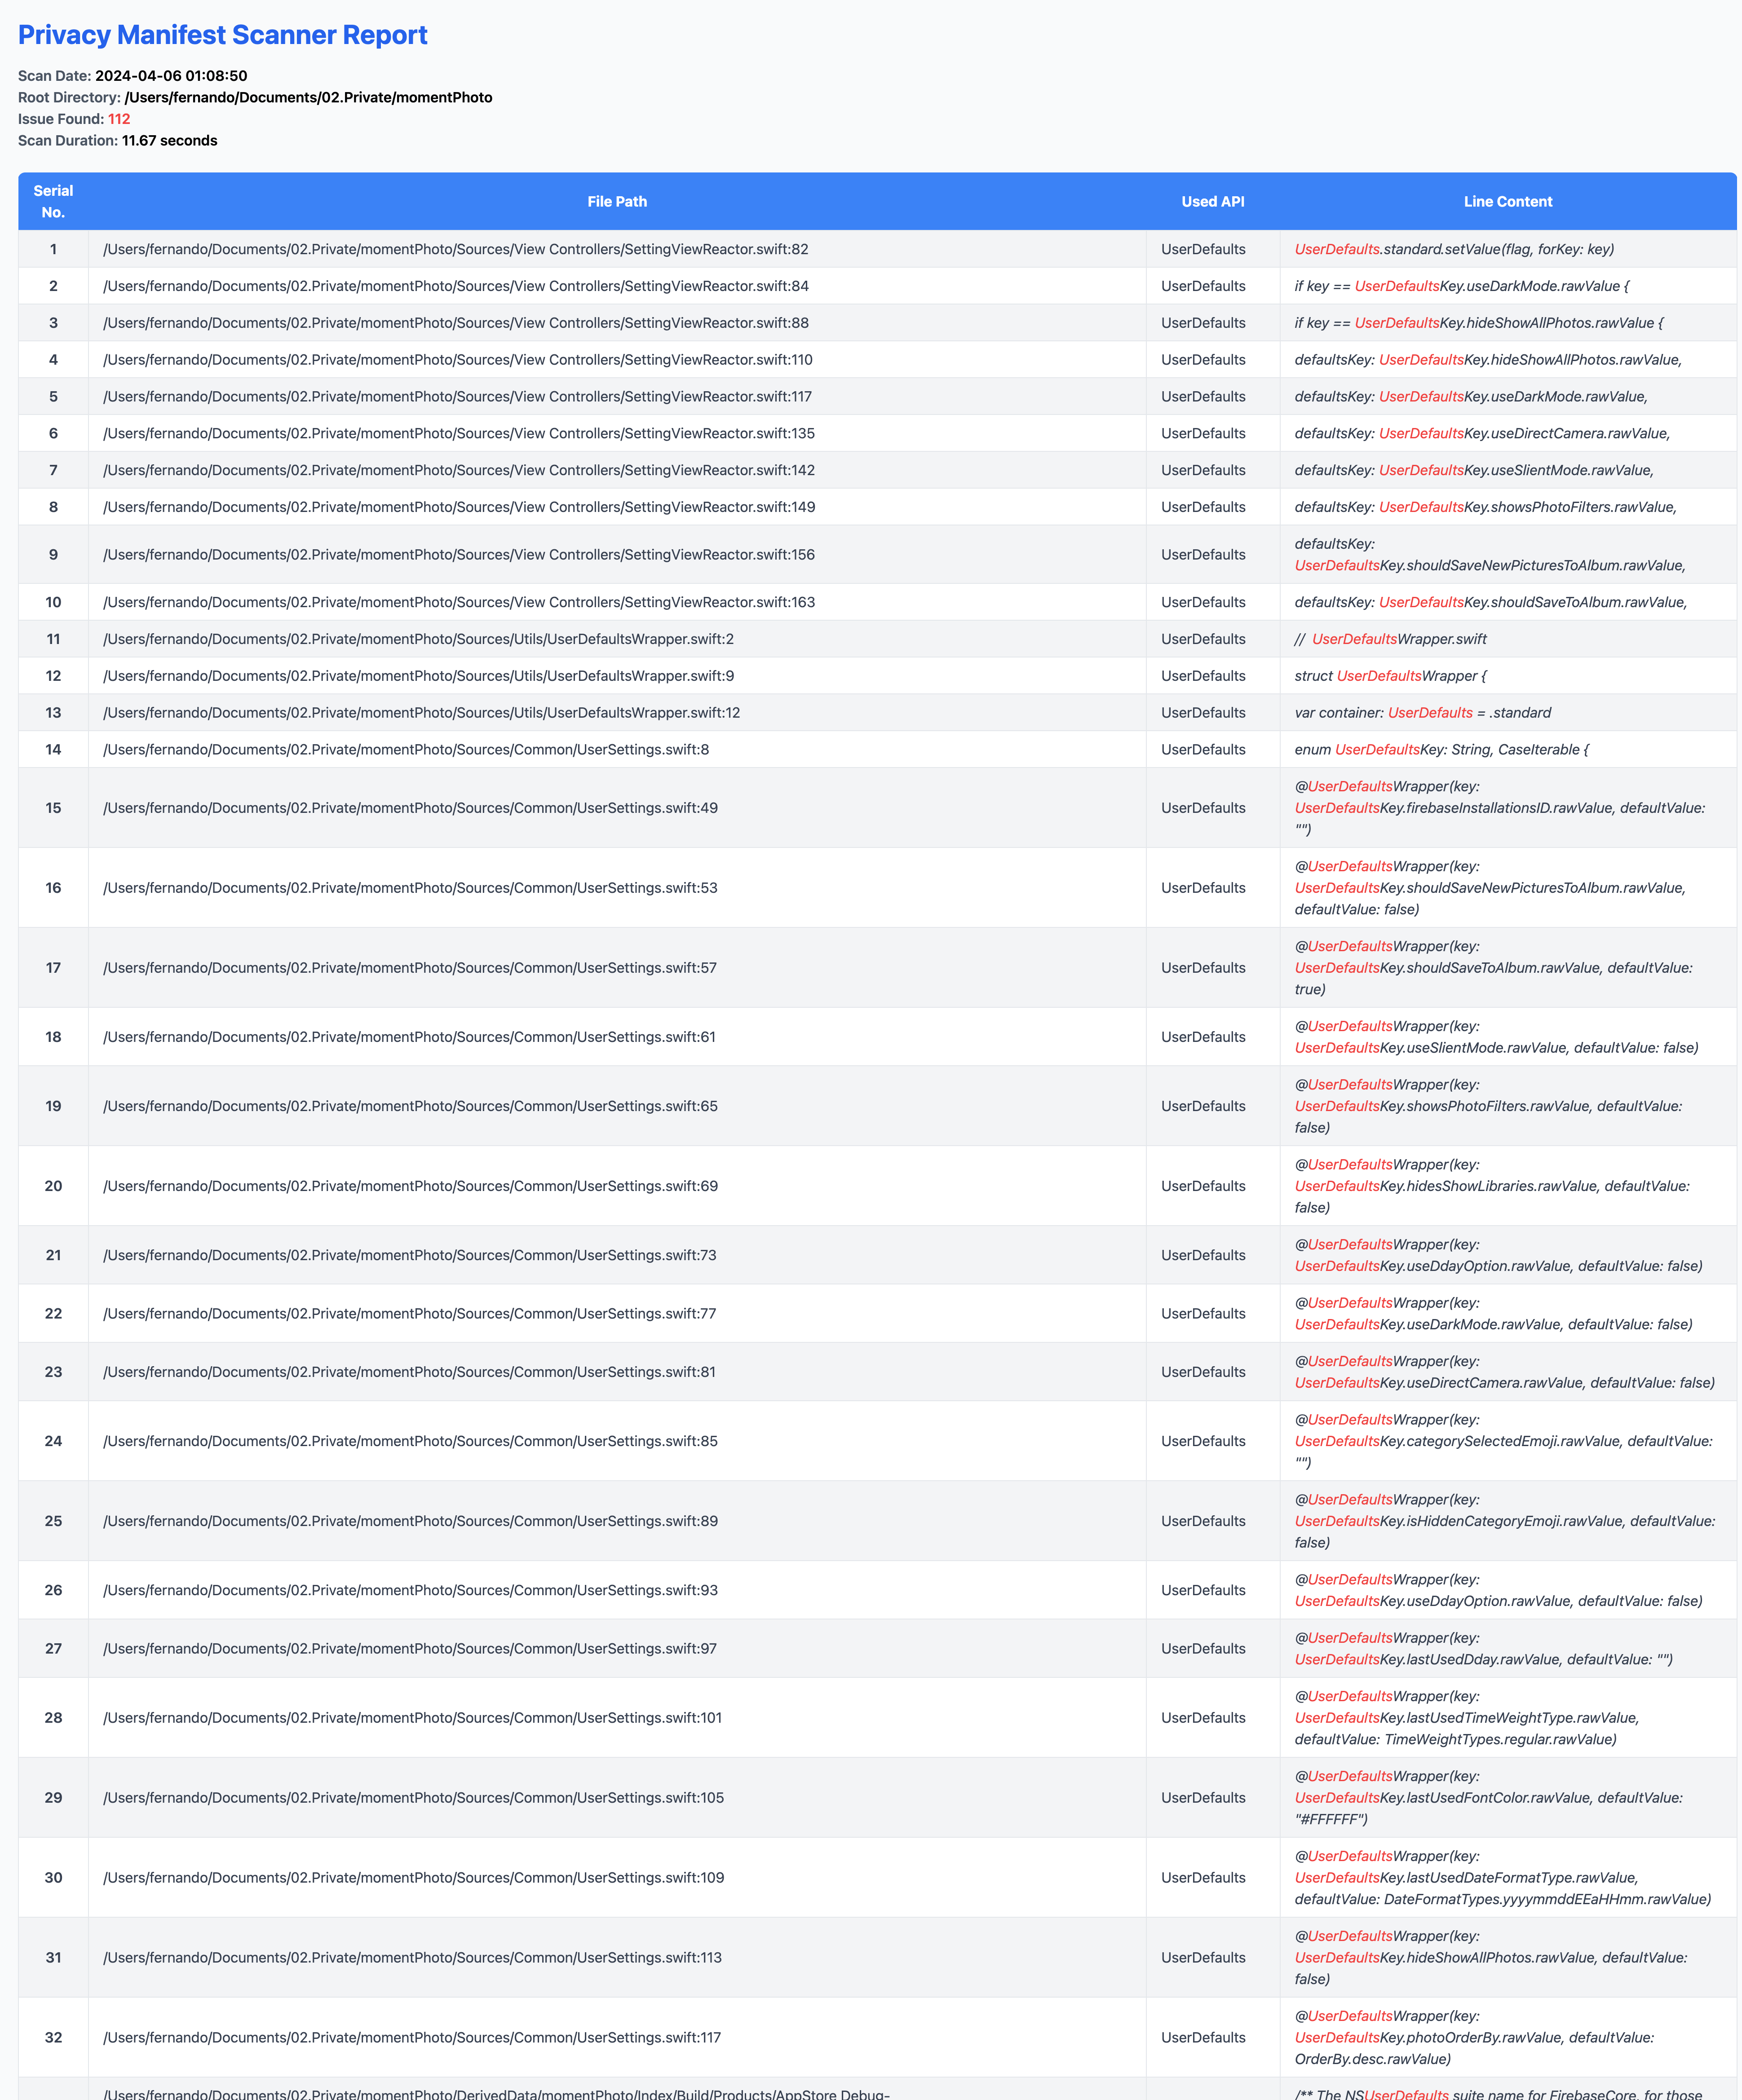 Privacy Manifest Scanner Report
Scan Date: 2024-04-06 01:08:50
Root Directory: /Users/fernando/Documents/02.Private/momentPhoto
Issue Found: 112
Scan Duration: 11.67 seconds
Serial No. File Path Used API Line Content
1 /Users/fernando/Documents/02.Private/momentPhoto/Sources/View Controllers/SettingViewReactor.swift:82 UserDefaults UserDefaults.standard.setValue(flag, forKey: key)
2 /Users/fernando/Documents/02.Private/momentPhoto/Sources/View Controllers/SettingViewReactor.swift:84 UserDefaults if key == UserDefaultsKey.useDarkMode.rawValue {
3 /Users/fernando/Documents/02.Private/momentPhoto/Sources/View Controllers/SettingViewReactor.swift:88 UserDefaults if key == UserDefaultsKey.hideShowAllPhotos.rawValue {
4 /Users/fernando/Documents/02.Private/momentPhoto/Sources/View Controllers/SettingViewReactor.swift:110 UserDefaults defaultsKey: UserDefaultsKey.hideShowAllPhotos.rawValue,
5 /Users/fernando/Documents/02.Private/momentPhoto/Sources/View Controllers/SettingViewReactor.swift:117 UserDefaults defaultsKey: UserDefaultsKey.useDarkMode.rawValue,
6 /Users/fernando/Documents/02.Private/momentPhoto/Sources/View Controllers/SettingViewReactor.swift:135 UserDefaults defaultsKey: UserDefaultsKey.useDirectCamera.rawValue,
7 /Users/fernando/Documents/02.Private/momentPhoto/Sources/View Controllers/SettingViewReactor.swift:142 UserDefaults defaultsKey: UserDefaultsKey.useSlientMode.rawValue,
8 /Users/fernando/Documents/02.Private/momentPhoto/Sources/View Controllers/SettingViewReactor.swift:149 UserDefaults defaultsKey: UserDefaultsKey.showsPhotoFilters.rawValue,
9 /Users/fernando/Documents/02.Private/momentPhoto/Sources/View Controllers/SettingViewReactor.swift:156 UserDefaults defaultsKey:
UserDefaultsKey.shouldSaveNewPicturesToAlbum.rawValue,
10 /Users/fernando/Documents/02.Private/momentPhoto/Sources/View Controllers/SettingViewReactor.swift:163 UserDefaults defaultsKey: UserDefaultsKey.shouldSaveToAlbum.rawValue,
11 /Users/fernando/Documents/02.Private/momentPhoto/Sources/Utils/UserDefaultsWrapper.swift:2 UserDefaults // UserDefaultsWrapper.swift
12 /Users/fernando/Documents/02.Private/momentPhoto/Sources/Utils/UserDefaultsWrapper.swift:9 UserDefaults struct UserDefaultsWrapper {
13 /Users/fernando/Documents/02.Private/momentPhoto/Sources/Utils/UserDefaultsWrapper.swift:12 UserDefaults var container: UserDefaults = .standard
14 /Users/fernando/Documents/02.Private/momentPhoto/Sources/Common/UserSettings.swift:8 UserDefaults enum UserDefaultsKey: String, CaseIterable {
15 /Users/fernando/Documents/02.Private/momentPhoto/Sources/Common/UserSettings.swift:49 UserDefaults @UserDefaultsWrapper(key:
UserDefaultsKey.firebaseInstallationsID.rawValue, defaultValue:
"")
16 /Users/fernando/Documents/02.Private/momentPhoto/Sources/Common/UserSettings.swift:53 UserDefaults @UserDefaultsWrapper(key:
UserDefaultsKey.shouldSaveNewPicturesToAlbum.rawValue,
defaultValue: false)
17 /Users/fernando/Documents/02.Private/momentPhoto/Sources/Common/UserSettings.swift:57 UserDefaults @UserDefaultsWrapper(key:
UserDefaultsKey.shouldSaveToAlbum.rawValue, defaultValue:
true)
18 /Users/fernando/Documents/02.Private/momentPhoto/Sources/Common/UserSettings.swift:61 UserDefaults @UserDefaultsWrapper(key:
UserDefaultsKey.useSlientMode.rawValue, defaultValue: false)
19 /Users/fernando/Documents/02.Private/momentPhoto/Sources/Common/UserSettings.swift:65 UserDefaults @UserDefaultsWrapper(key:
UserDefaultsKey.showsPhotoFilters.rawValue, defaultValue:
false)
20 /Users/fernando/Documents/02.Private/momentPhoto/Sources/Common/UserSettings.swift:69 UserDefaults @UserDefaultsWrapper(key:
UserDefaultsKey.hidesShowLibraries.rawValue, defaultValue:
false)
21 /Users/fernando/Documents/02.Private/momentPhoto/Sources/Common/UserSettings.swift:73 UserDefaults @UserDefaultsWrapper(key:
UserDefaultsKey.useDdayOption.rawValue, defaultValue: false)
22 /Users/fernando/Documents/02.Private/momentPhoto/Sources/Common/UserSettings.swift:77 UserDefaults @UserDefaultsWrapper(key:
UserDefaultsKey.useDarkMode.rawValue, defaultValue: false)
23 /Users/fernando/Documents/02.Private/momentPhoto/Sources/Common/UserSettings.swift:81 UserDefaults @UserDefaultsWrapper(key:
UserDefaultsKey.useDirectCamera.rawValue, defaultValue: false)
24 /Users/fernando/Documents/02.Private/momentPhoto/Sources/Common/UserSettings.swift:85 UserDefaults @UserDefaultsWrapper(key:
UserDefaultsKey.categorySelectedEmoji.rawValue, defaultValue:
"")
25 /Users/fernando/Documents/02.Private/momentPhoto/Sources/Common/UserSettings.swift:89 UserDefaults @UserDefaultsWrapper(key:
UserDefaultsKey.isHiddenCategoryEmoji.rawValue, defaultValue:
false)
26 /Users/fernando/Documents/02.Private/momentPhoto/Sources/Common/UserSettings.swift:93 UserDefaults @UserDefaultsWrapper(key:
UserDefaultsKey.useDdayOption.rawValue, defaultValue: false)
27 /Users/fernando/Documents/02.Private/momentPhoto/Sources/Common/UserSettings.swift:97 UserDefaults @UserDefaultsWrapper(key:
UserDefaultsKey.lastUsedDday.rawValue, defaultValue: "")
28 /Users/fernando/Documents/02.Private/momentPhoto/Sources/Common/UserSettings.swift:101 UserDefaults @UserDefaultsWrapper(key:
UserDefaultsKey.lastUsedTimeWeightType.rawValue,
defaultValue: TimeWeightTypes.regular.rawValue)
29 /Users/fernando/Documents/02.Private/momentPhoto/Sources/Common/UserSettings.swift:105 UserDefaults @UserDefaultsWrapper(key:
UserDefaultsKey.lastUsedFontColor.rawValue, defaultValue:
"#FFFFFF")
30 /Users/fernando/Documents/02.Private/momentPhoto/Sources/Common/UserSettings.swift:109 UserDefaults @UserDefaultsWrapper(key:
UserDefaultsKey.lastUsedDateFormatType.rawValue,
defaultValue: DateFormatTypes.yyyymmddEEaHHmm.rawValue)
31 /Users/fernando/Documents/02.Private/momentPhoto/Sources/Common/UserSettings.swift:113 UserDefaults @UserDefaultsWrapper(key:
UserDefaultsKey.hideShowAllPhotos.rawValue, defaultValue:
false)
32 /Users/fernando/Documents/02.Private/momentPhoto/Sources/Common/UserSettings.swift:117 UserDefaults @UserDefaultsWrapper(key:
UserDefaultsKey.photoOrderBy.rawValue, defaultValue:
OrderBy.desc.rawValue)
/Users/fernando/Documents/02.Private/momentPhoto/DerivedData/momentPhoto/Index/Build/Products/AppStore Debug- /** The NSUserDefaults suite name for FirebaseCore, for those